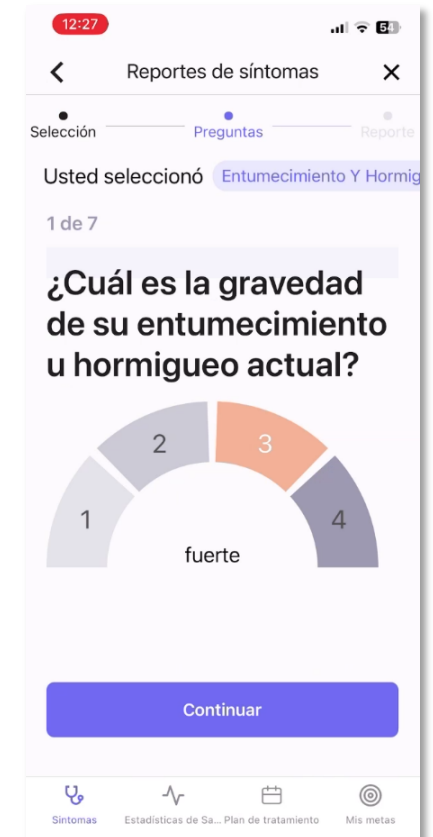 12:27
54
Reportes de síntomas
Selección
Preguntas
Reporte
Usted seleccionó Entumecimiento Y Hormig
1 de 7
¿Cuál es la gravedad
de su entumecimiento
u hormigueo actual?
1
2
3
4
fuerte
Continuar
Síntomas
Estadísticas de Sa...
Plan de tratamiento
Mis metas